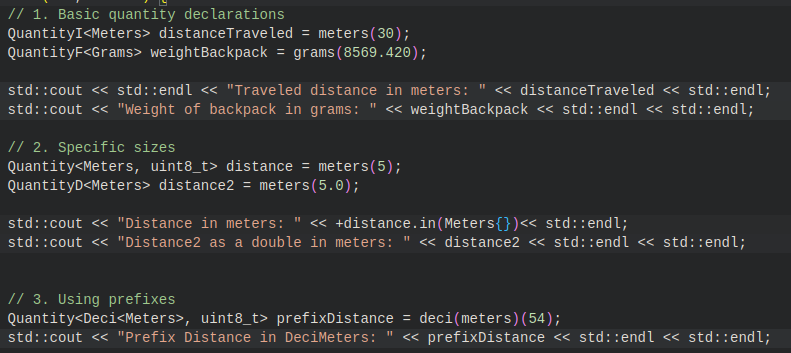 // 1. Basic quantity declarations
QuantityI<Meters> distanceTraveled = meters(30);
QuantityF<Grams> weightBackpack = grams(8569.420);
std::cout << std::endl << "Traveled distance in meters: " << distanceTraveled << std::endl;
std::cout << "Weight of backpack in grams: " << weightBackpack << std::endl << std::endl;
// 2. Specific sizes
Quantity<Meters, uint8_t> distance = meters(5);
QuantityD<Meters> distance2 = meters(5.0);
std::cout << "Distance in meters: " << +distance.in(Meters{})<< std::endl;
std::cout << "Distance2 as a double in meters: " << distance2 << std::endl << std::endl;
// 3. Using prefixes
Quantity<Deci<Meters>, uint8_t> prefixDistance = deci(meters)(54);
std::cout << "Prefix Distance in DeciMeters: " << prefixDistance << std::endl << std::endl;